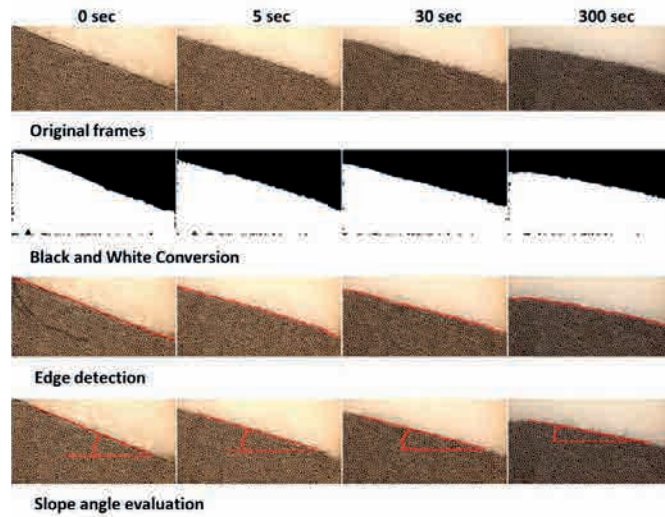 0 sec 5 sec 30 sec 300 sec
Original frames
Black and White Conversion
Edge detection
Slope angle evaluation